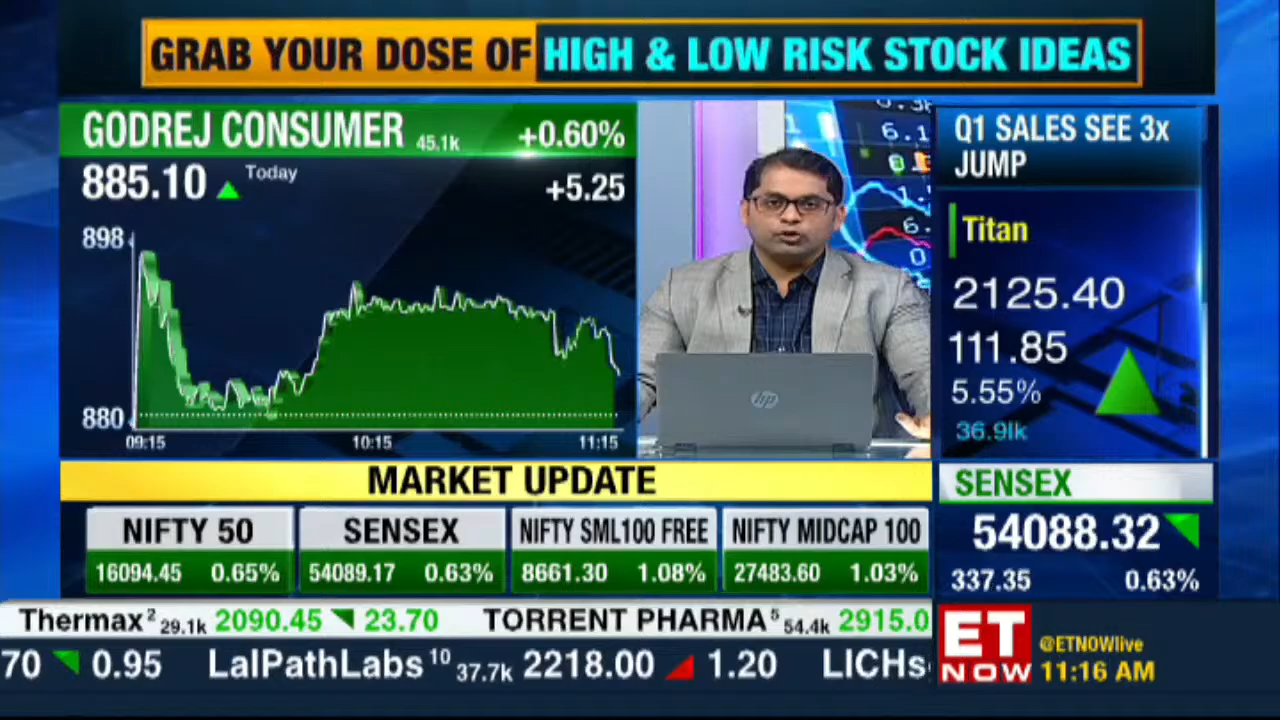 GRAB YOUR DOSE OF HIGH & LOW RISK STOCK IDEAS
GODREJ CONSUMER 45.1k +0.60%
885.10 Today +5.25
898
880
09:15 10:15 11:15
6.1
6.
hp
Q1 SALES SEE 3x
JUMP
Titan
2125.40
111.85
5.55%
36.91k
MARKET UPDATE
NIFTY 50 SENSEX NIFTY SML100 FREE NIFTY MIDCAP 100
16094.45 0.65% 54089.17 0.63% 8661.30 1.08% 27483.60 1.03%
SENSEX
54088.32
337.35 0.63%
Thermax 2 29.1k 2090.45 23.70 TORRENT PHARMA 5 54.4k 2915.0
70 0.95 LalPathLabs 10 37.7k 2218.00 1.20 LICHs
ET
NOW
@ETNOWlive
11:16 AM